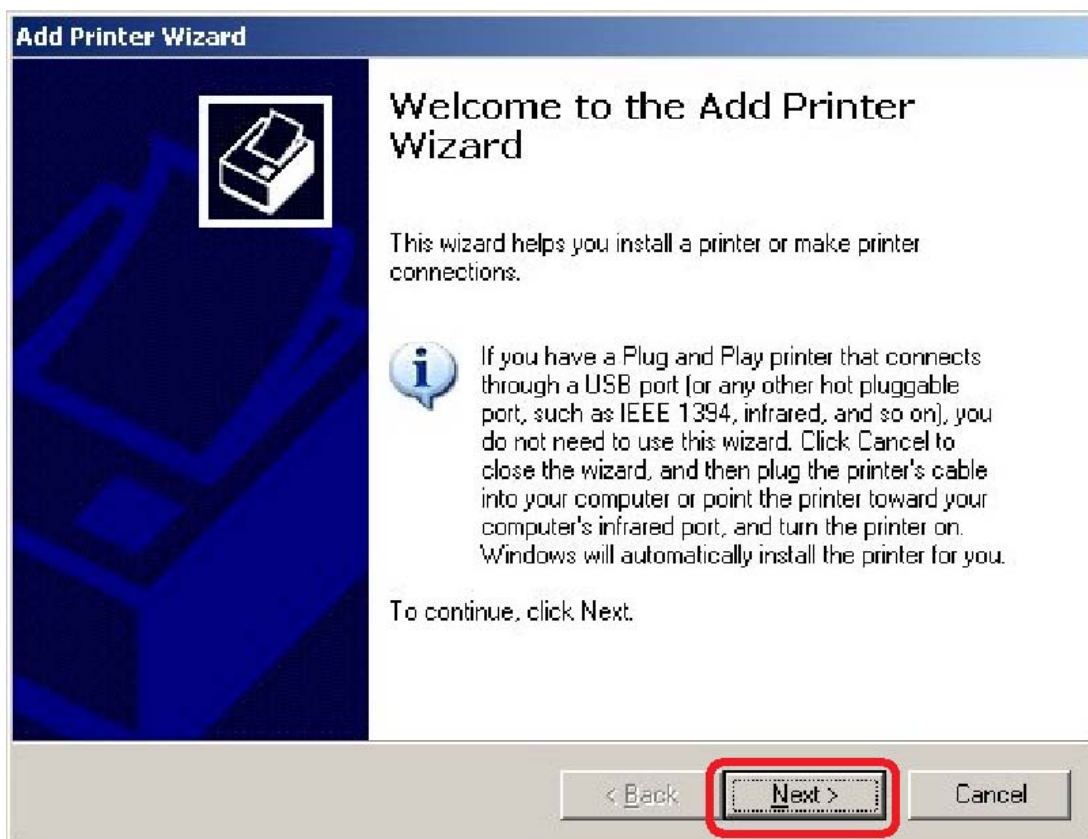 Add Printer Wizard
Welcome to the Add Printer
Wizard
This wizard helps you install a printer or make printer
connections.
If you have a Plug and Play printer that connects
through a USB port (or any other hot pluggable
port, such as IEEE 1394, infrared, and so on), you
do not need to use this wizard. Click Cancel to
close the wizard, and then plug the printer's cable
into your computer or point the printer toward your
computer's infrared port, and turn the printer on.
Windows will automatically install the printer for you.
To continue, click Next.
< Back Next > Cancel